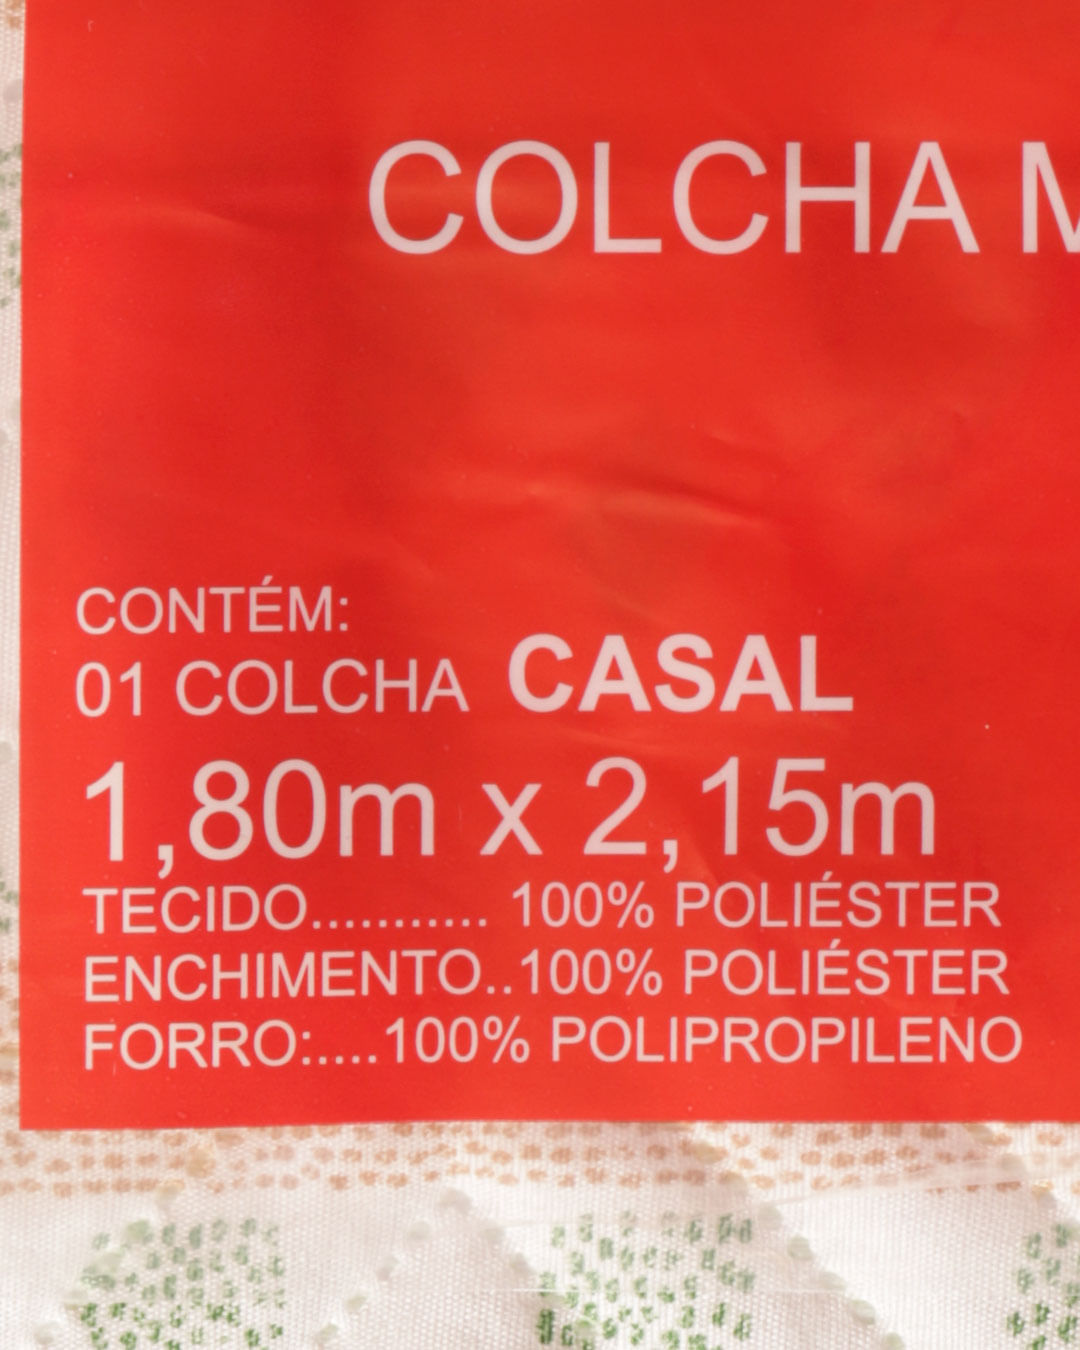 COLCHA M
CONTÉM:
01 COLCHA CASAL
1,80m x 2,15m
TECIDO........... 100% POLIÉSTER
ENCHIMENTO..100% POLIÉSTER
FORRO:....100% POLIPROPILENO